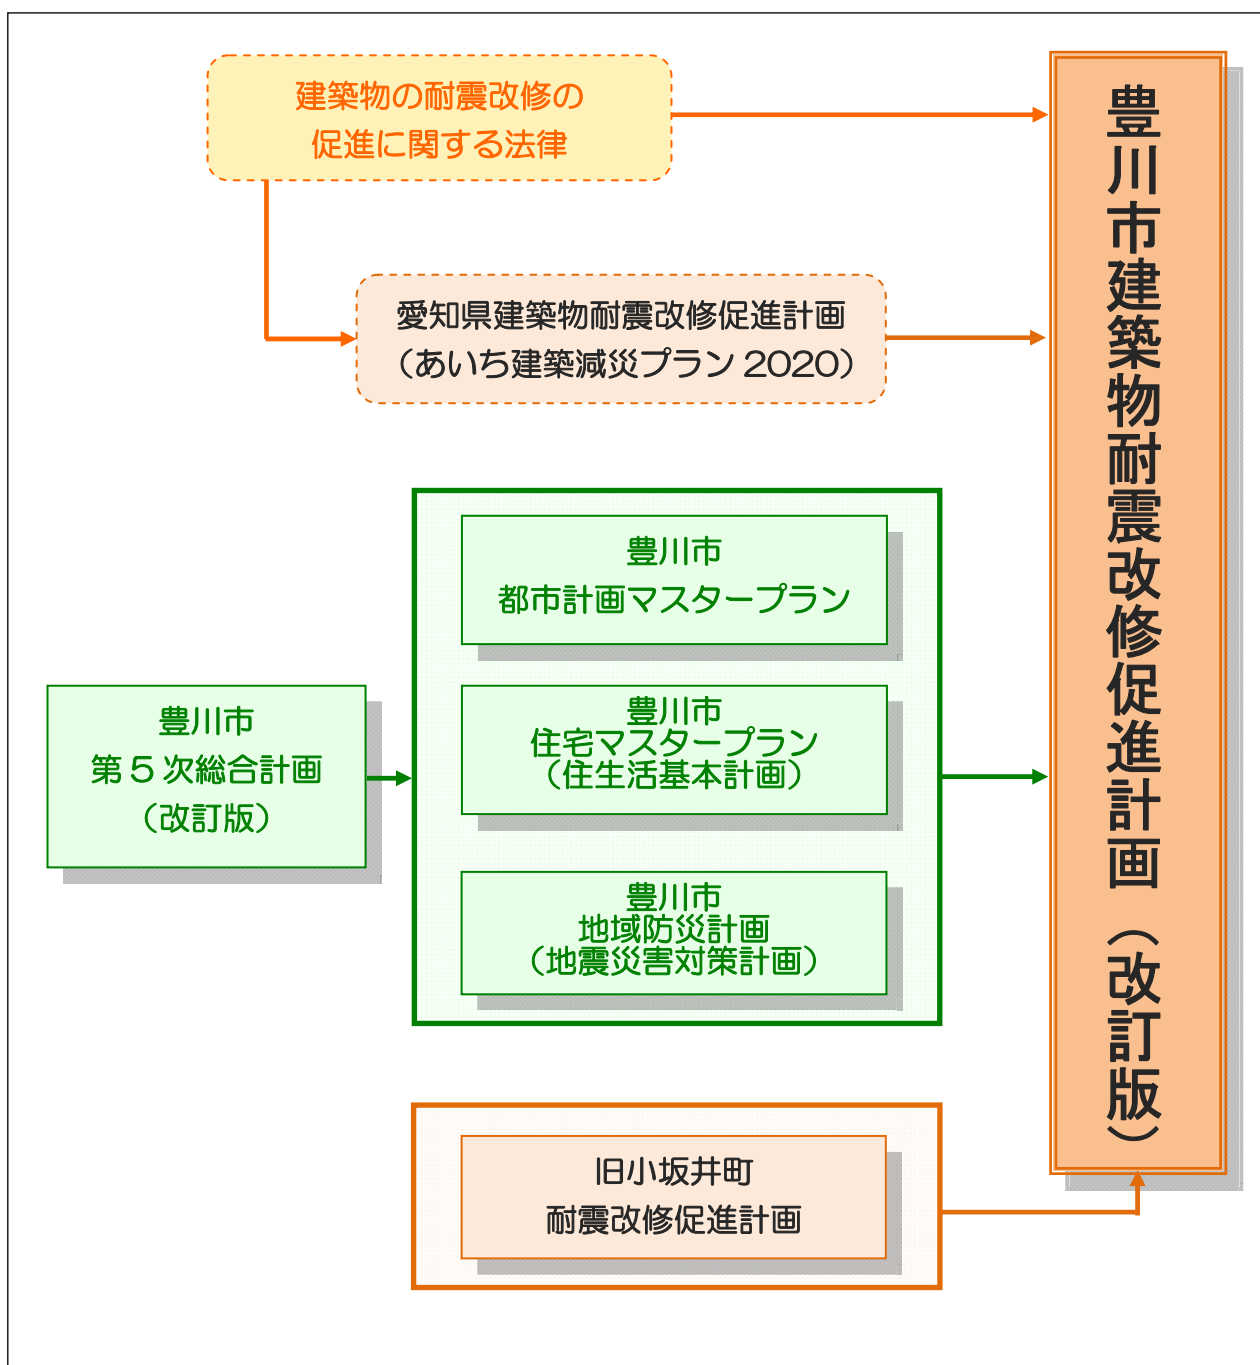 建築物の耐震改修の
促進に関する法律
愛知県建築物耐震改修促進計画
（あいち建築減災プラン 2020）
豊川市
都市計画マスタープラン
豊川市
第５次総合計画
（改訂版）
豊川市
住宅マスタープラン
（住生活基本計画）
豊川市
地域防災計画
（地震災害対策計画）
旧小坂井町
耐震改修促進計画
豊川市建築物耐震改修促進計画（改訂版）